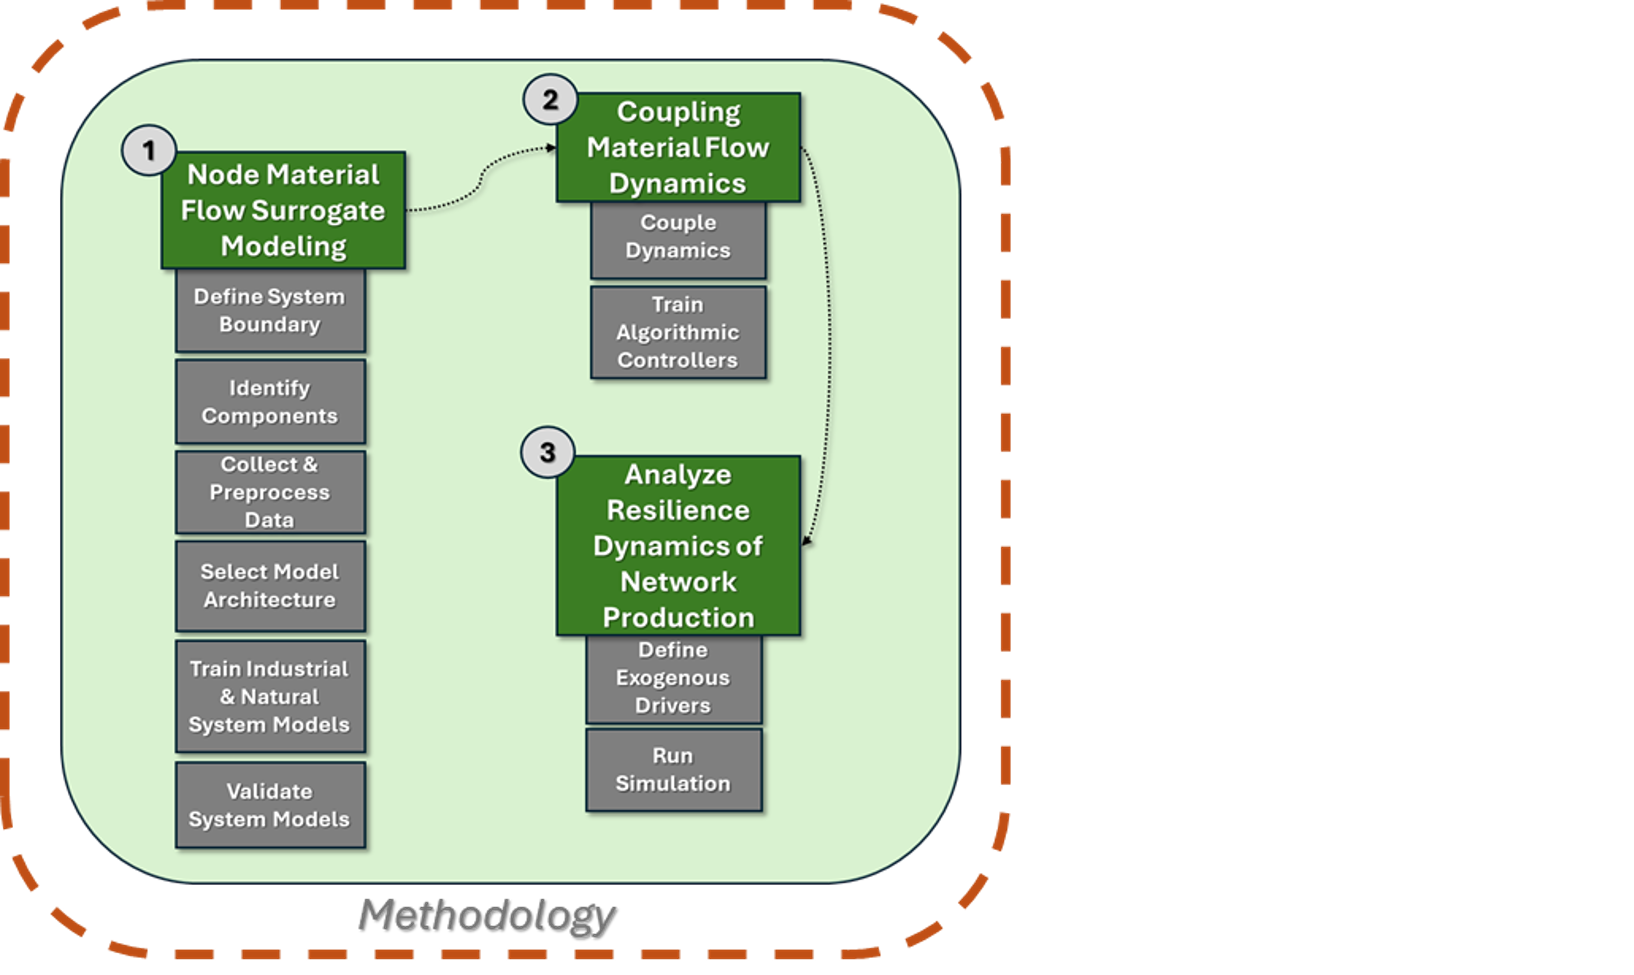 1
Node Material
Flow Surrogate
Modeling
Define System
Boundary
Identify
Components
Collect &
Preprocess
Data
Select Model
Architecture
Train Industrial
& Natural
System Models
Validate
System Models
2
Coupling
Material Flow
Dynamics
Couple
Dynamics
Train
Algorithmic
Controllers
3
Analyze
Resilience
Dynamics of
Network
Production
Define
Exogenous
Drivers
Run
Simulation
Methodology